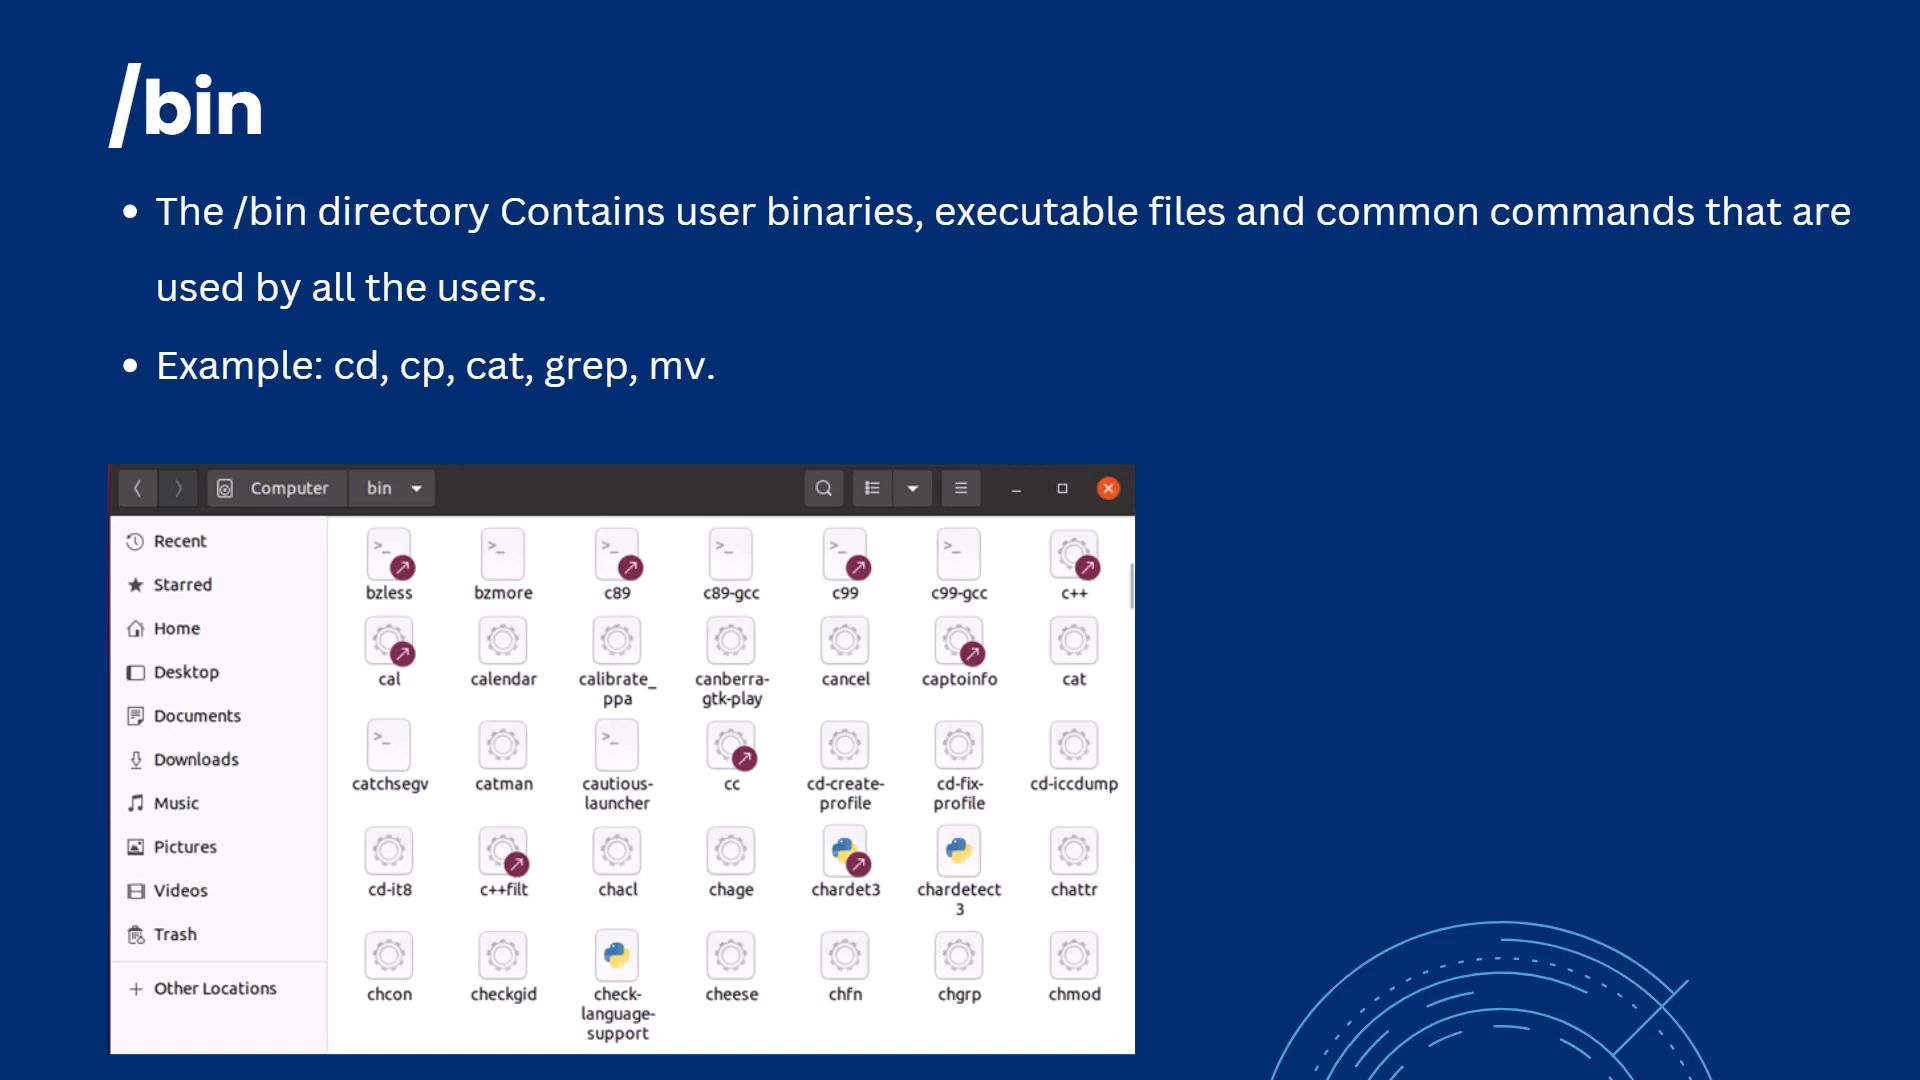 /bin
• The /bin directory Contains user binaries, executable files and common commands that are
used by all the users.
• Example: cd, cp, cat, grep, mv.
Computer bin
Recent
Starred
Home
Desktop
Documents
Downloads
Music
Pictures
Videos
Trash
+ Other Locations
>_ >_ >_ >_ >_ >_
bzless bzmore c89 c89-gcc c99 c99-gcc c++
cal calendar calibrate_ canberra- cancel captoinfo cat
ppa gtk-play
>_ >_
catchsegv catman cautious- cc cd-create- cd-fix- cd-iccdump
launcher profile profile
cd-it8 c++filt chacl chage chardet3 chardetect chattr
3
chcon checkgid check- cheese chfn chgrp chmod
language-
support